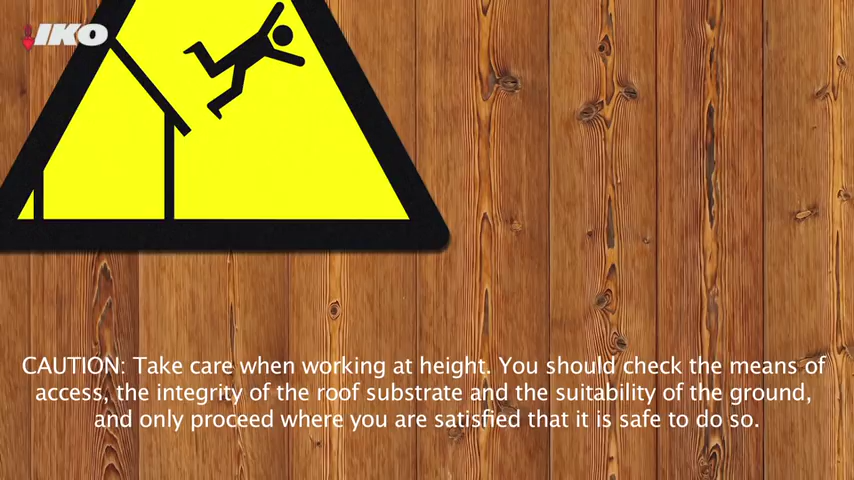 IKO
CAUTION: Take care when working at height. You should check the means of
access, the integrity of the roof substrate and the suitability of the ground,
and only proceed where you are satisfied that it is safe to do so.